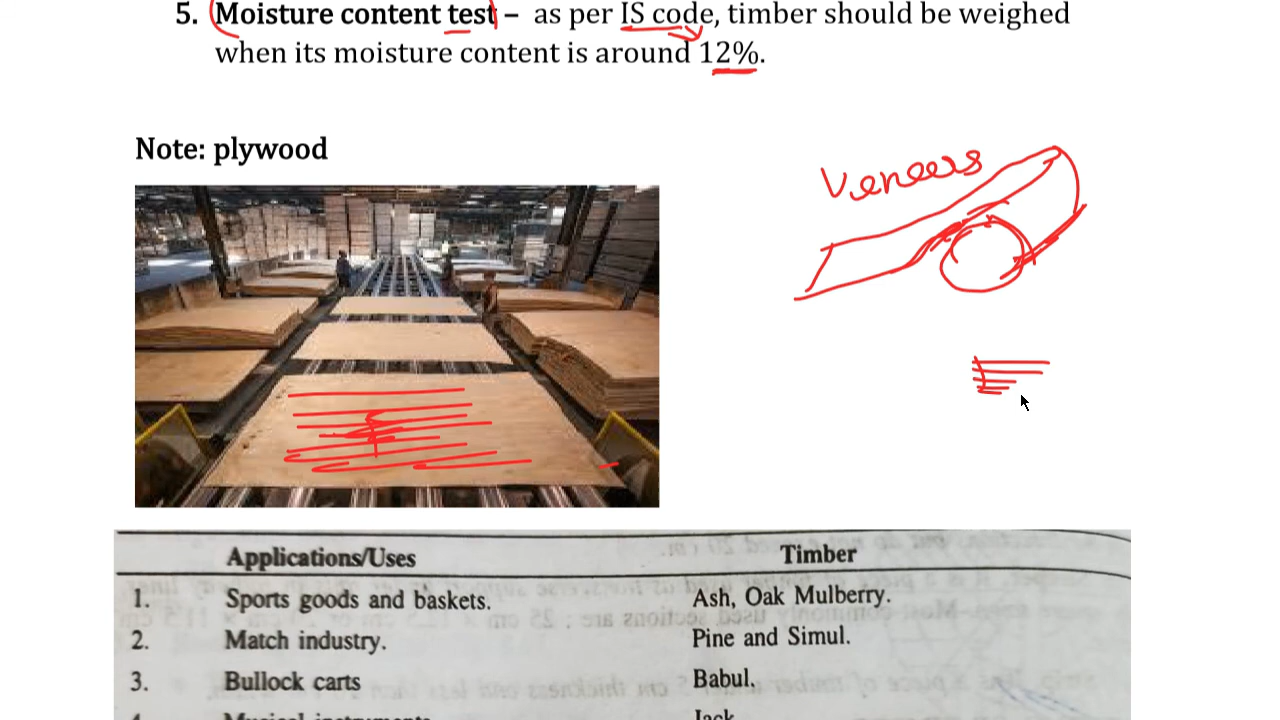 5. Moisture content test – as per IS code, timber should be weighed
when its moisture content is around 12%.
Note: plywood
Veneers
Applications/Uses Timber
1. Sports goods and baskets. Ash, Oak Mulberry.
2. Match industry. Pine and Simul.
3. Bullock carts Babul.
Musical instruments Jack